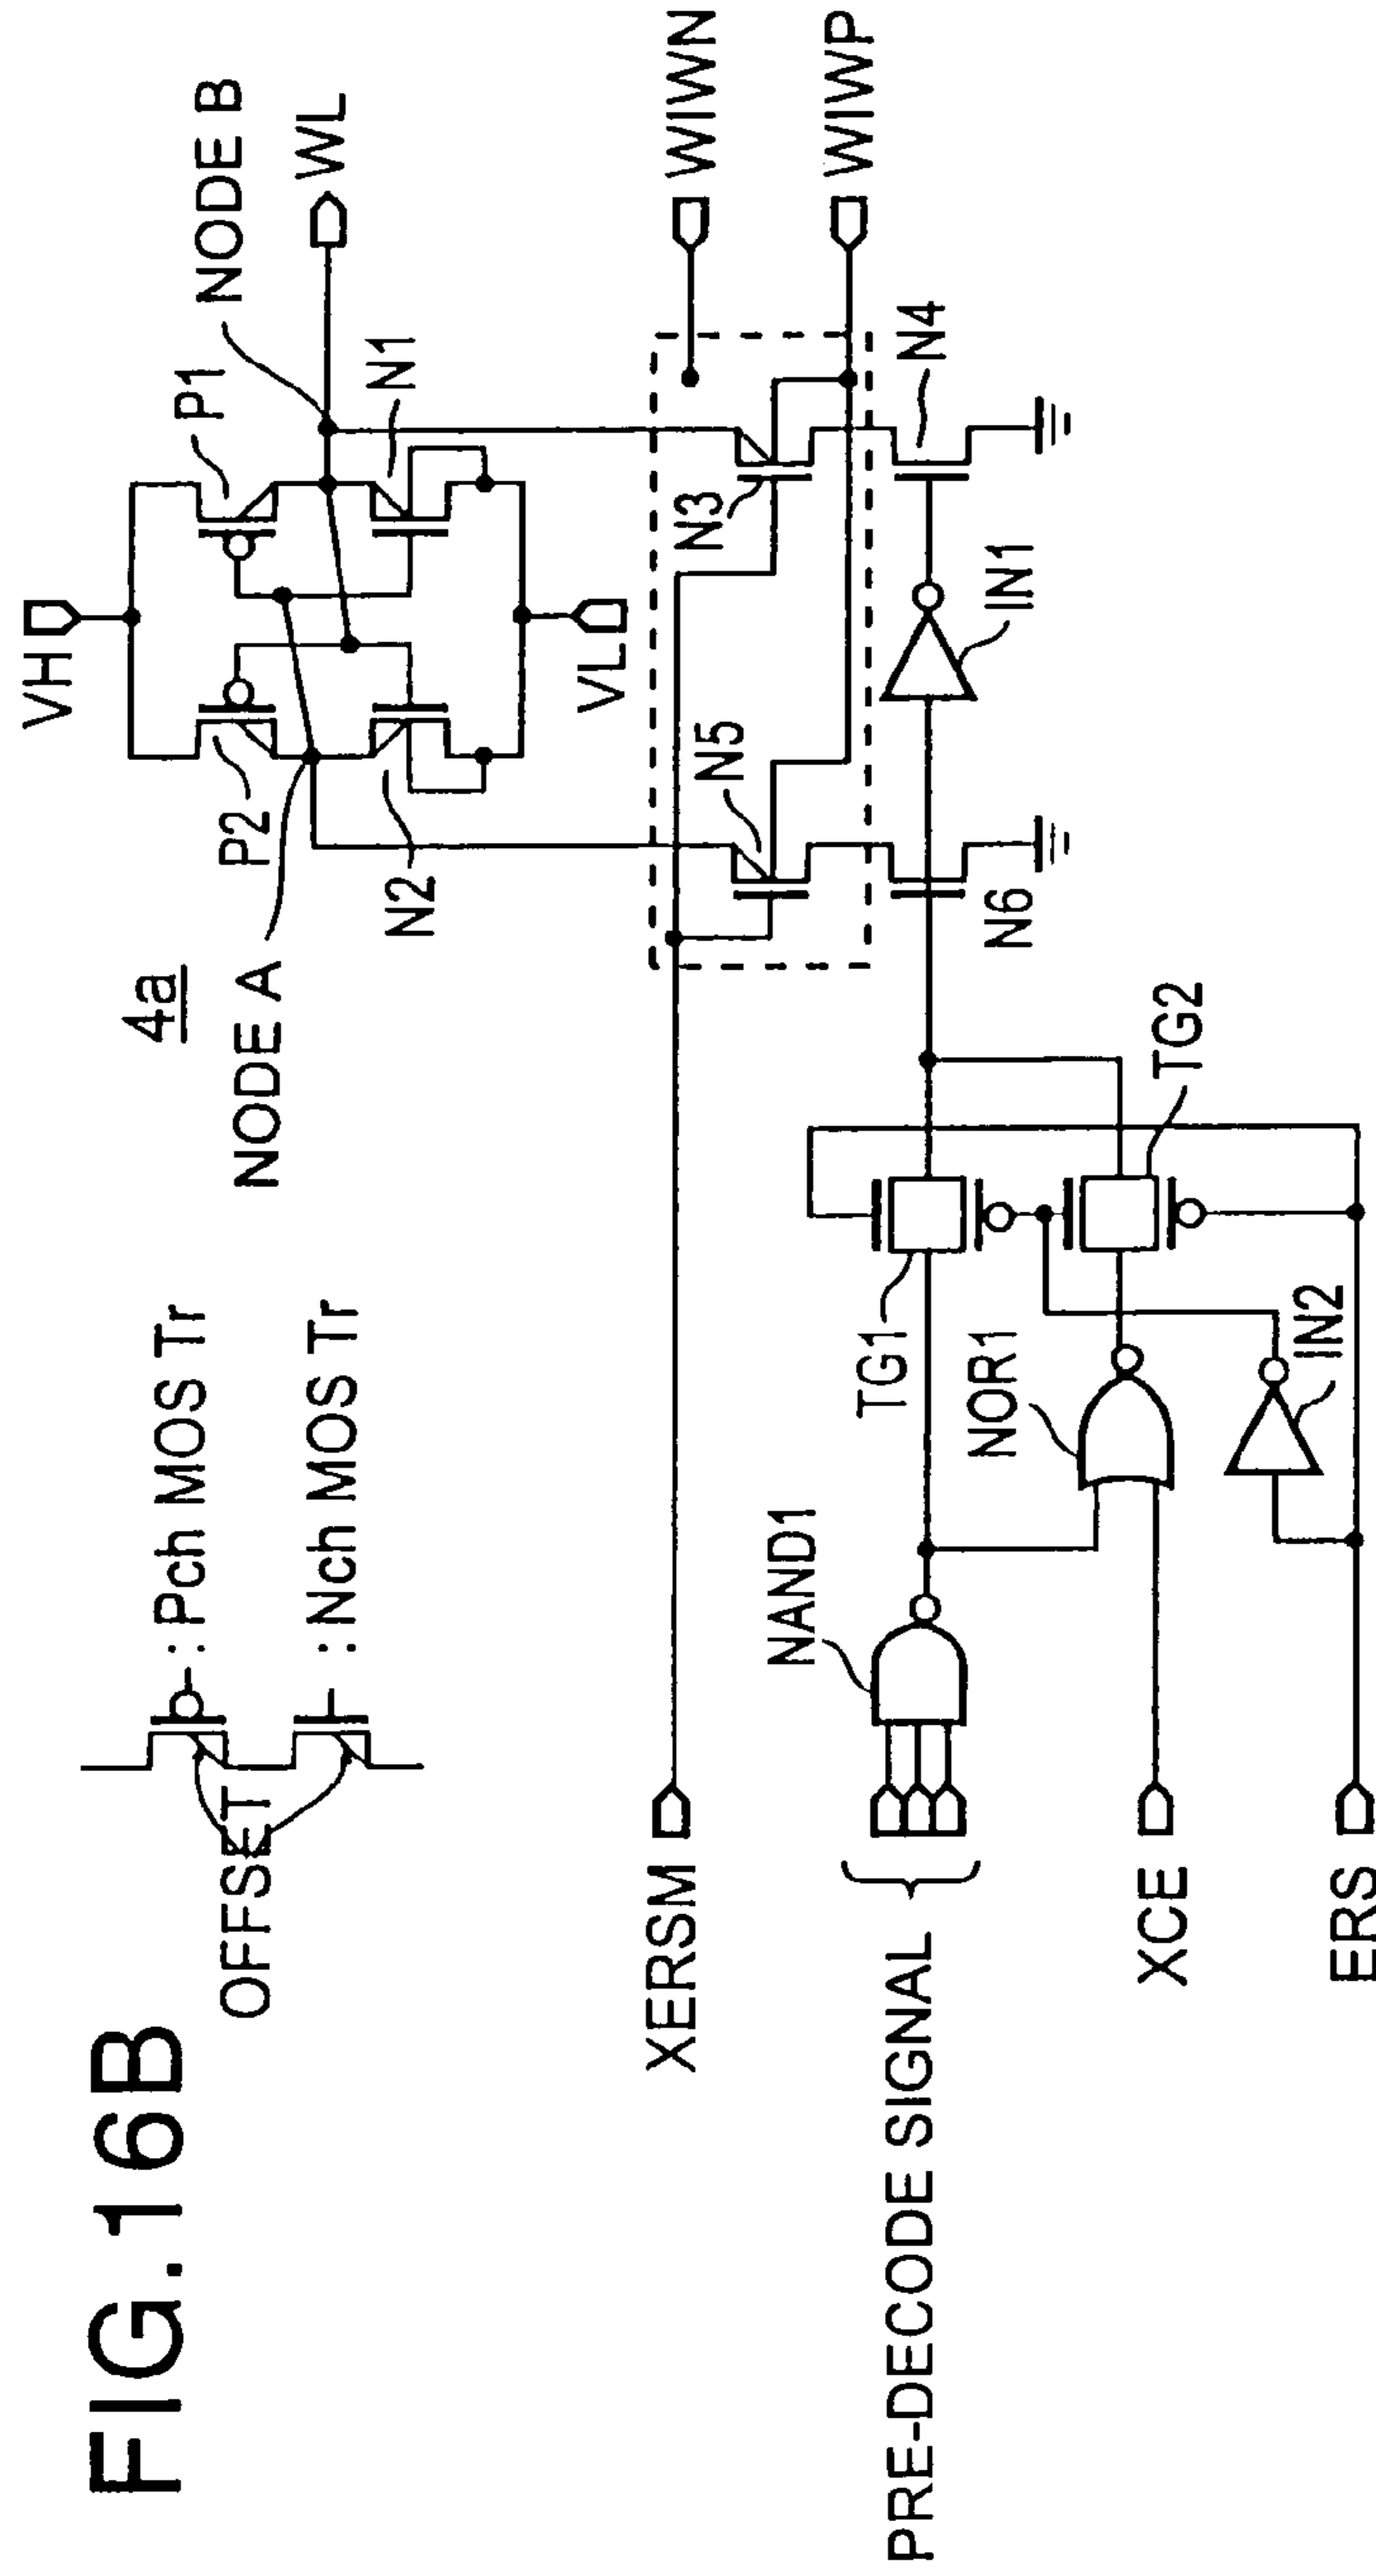 FIG.16B
OFFSET
:Pch MOS Tr
:Nch MOS Tr
4a
NODE A
NODE B
VH
P2
P1
N2
N1
WL
VL
XERSM
N5
N3
WIWN
WIWP
PRE-DECODE SIGNAL
NAND1
TG1
N6
IN1
N4
XCE
NOR1
TG2
ERS
IN2